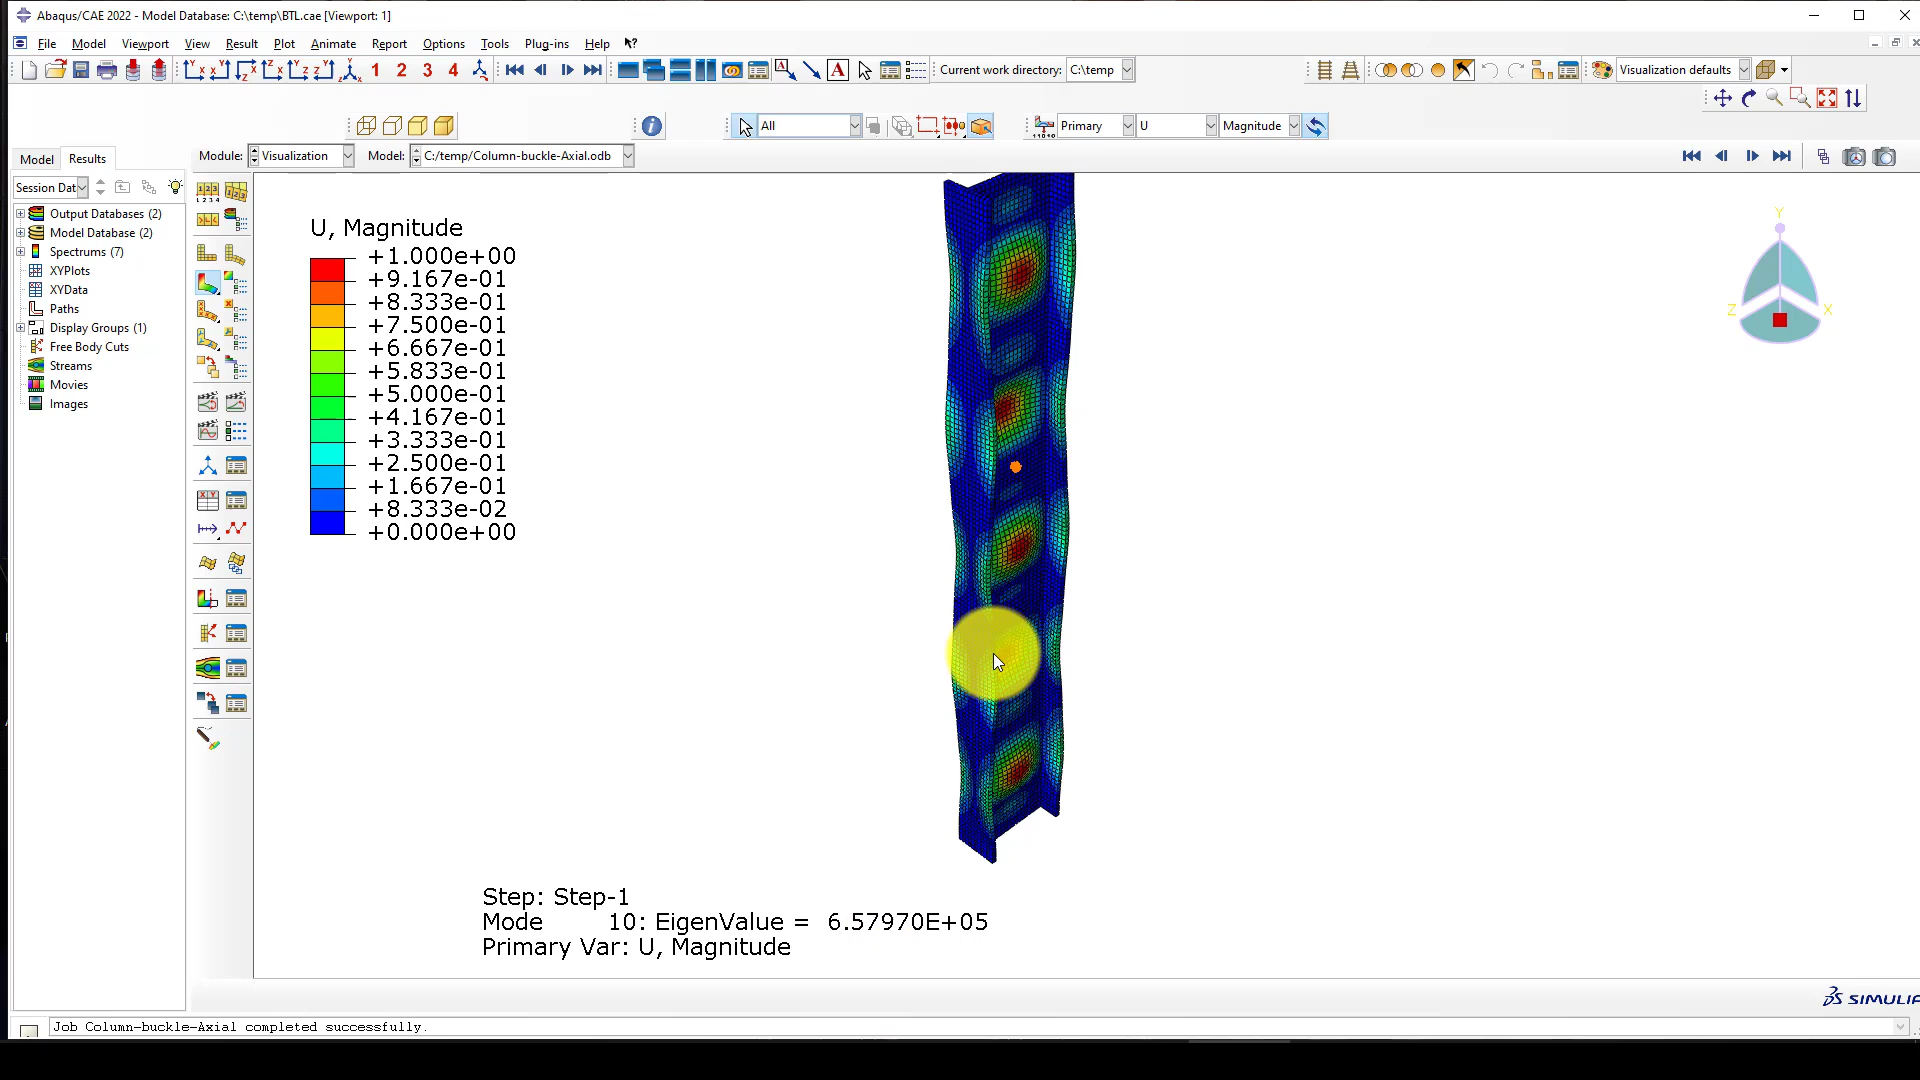 Abaqus/CAE 2022 - Model Database: C:\temp\BTL.cae [Viewport: 1]
File Model Viewport View Result Plot Animate Report Options Tools Plug-ins Help
1 2 3 4 Current work directory: C:\temp Visualization defaults
All Primary U Magnitude
Model Results Module: Visualization Model: C:/temp/Column-buckle-Axial.odb
Session Dat
Output Databases (2)
Model Database (2)
Spectrums (7)
XYPlots
XYData
Paths
Display Groups (1)
Free Body Cuts
Streams
Movies
Images
U, Magnitude
+1.000e+00
+9.167e-01
+8.333e-01
+7.500e-01
+6.667e-01
+5.833e-01
+5.000e-01
+4.167e-01
+3.333e-01
+2.500e-01
+1.667e-01
+8.333e-02
+0.000e+00
Y
Z X
Step: Step-1
Mode 10: EigenValue = 6.57970E+05
Primary Var: U, Magnitude
SIMULI
Job Column-buckle-Axial completed successfully.